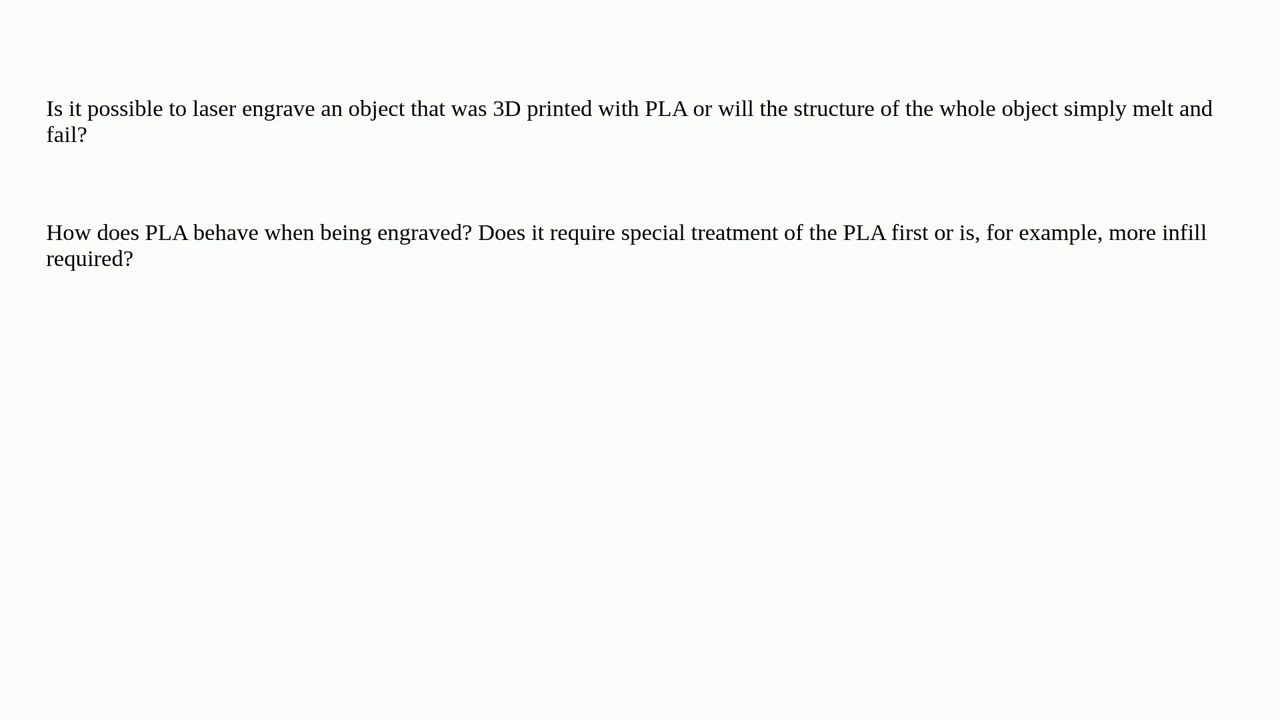 Is it possible to laser engrave an object that was 3D printed with PLA or will the structure of the whole object simply melt and
fail?
How does PLA behave when being engraved? Does it require special treatment of the PLA first or is, for example, more infill
required?